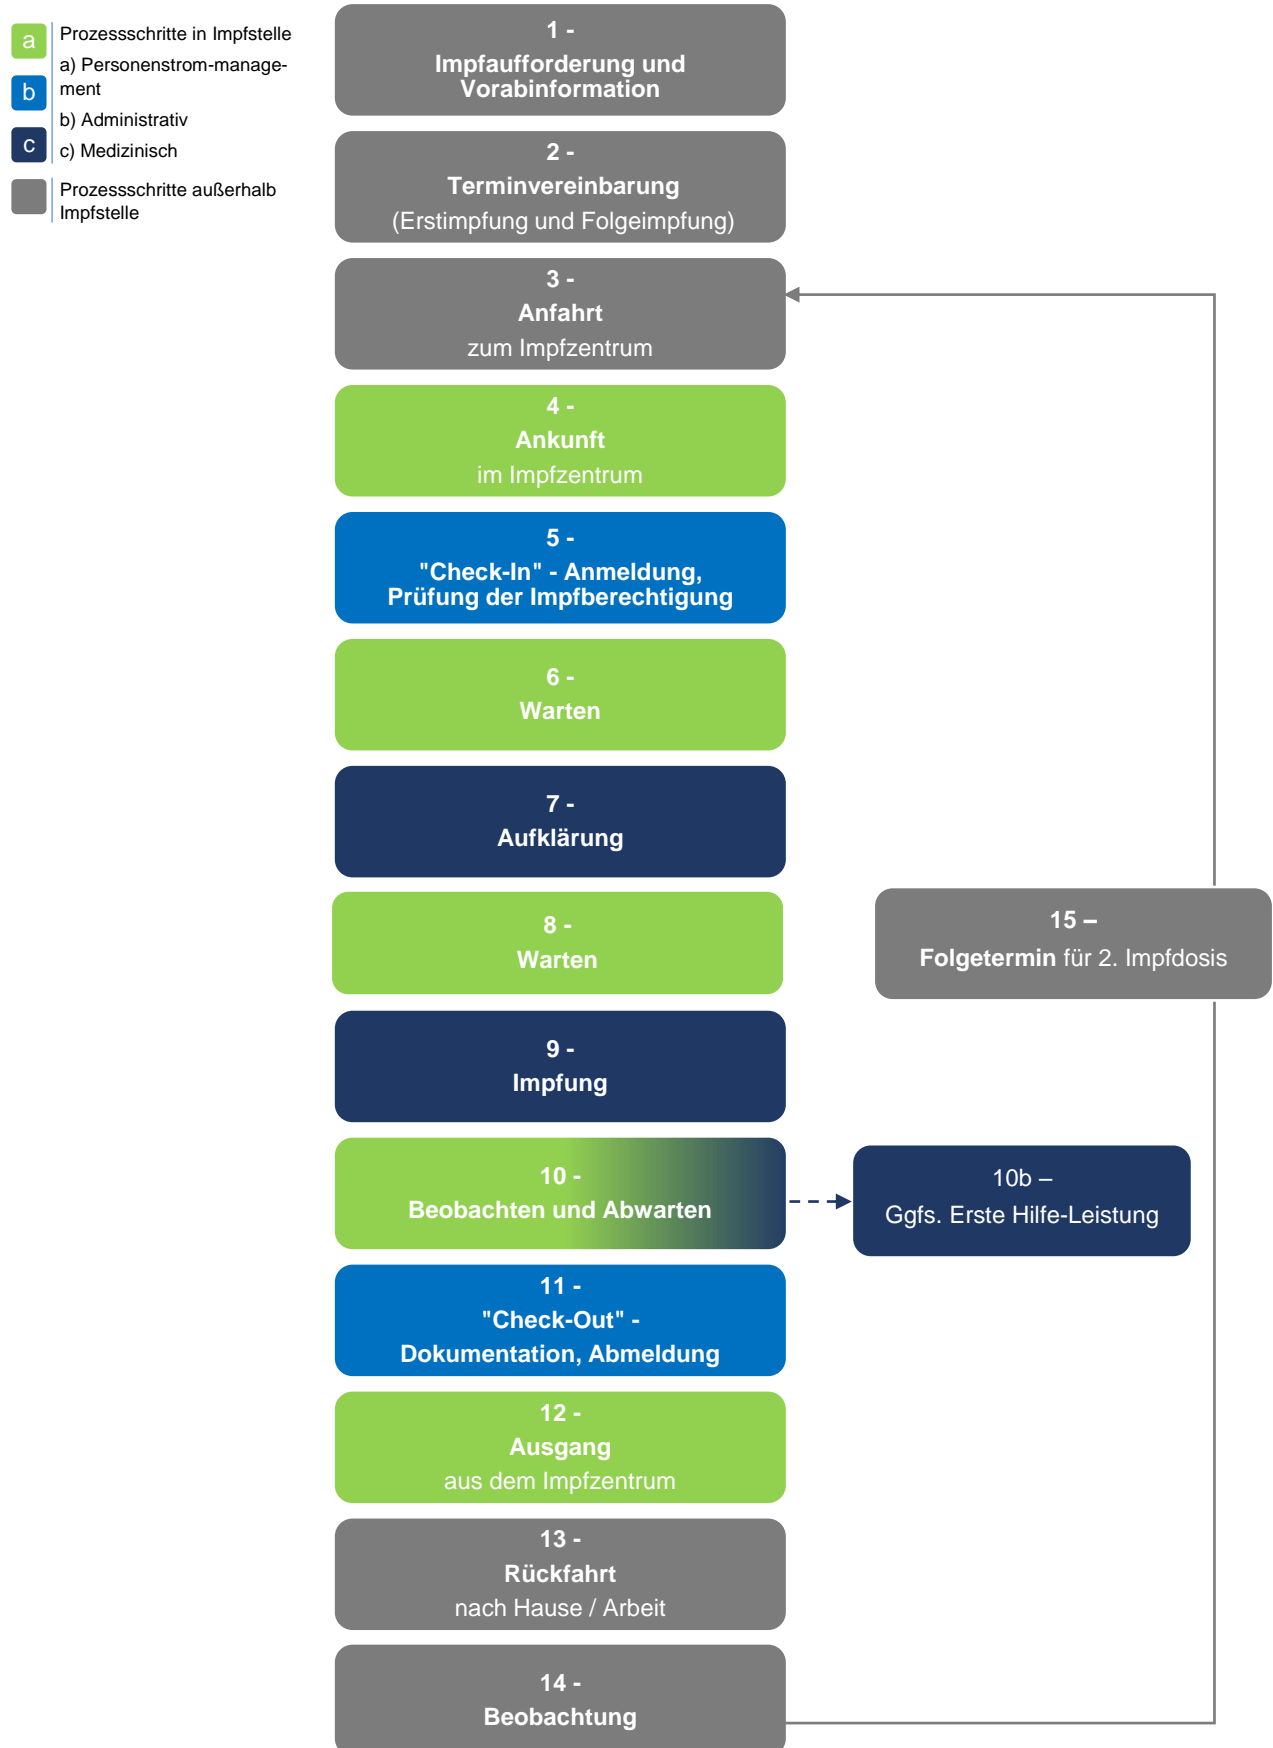 a
Prozessschritte in Impfstelle
a) Personenstrom-manage-
b
ment
b) Administrativ
c
c) Medizinisch
Prozessschritte außerhalb
Impfstelle
1 -
Impfaufforderung und
Vorabinformation
2 -
Terminvereinbarung
(Erstimpfung und Folgeimpfung)
3 -
Anfahrt
zum Impfzentrum
4 -
Ankunft
im Impfzentrum
5 -
"Check-In" - Anmeldung,
Prüfung der Impfberechtigung
6 -
Warten
7 -
Aufklärung
8 -
Warten
15 –
Folgetermin für 2. Impfdosis
9 -
Impfung
10 -
Beobachten und Abwarten
10b –
Ggfs. Erste Hilfe-Leistung
11 -
"Check-Out" -
Dokumentation, Abmeldung
12 -
Ausgang
aus dem Impfzentrum
13 -
Rückfahrt
nach Hause / Arbeit
14 -
Beobachtung